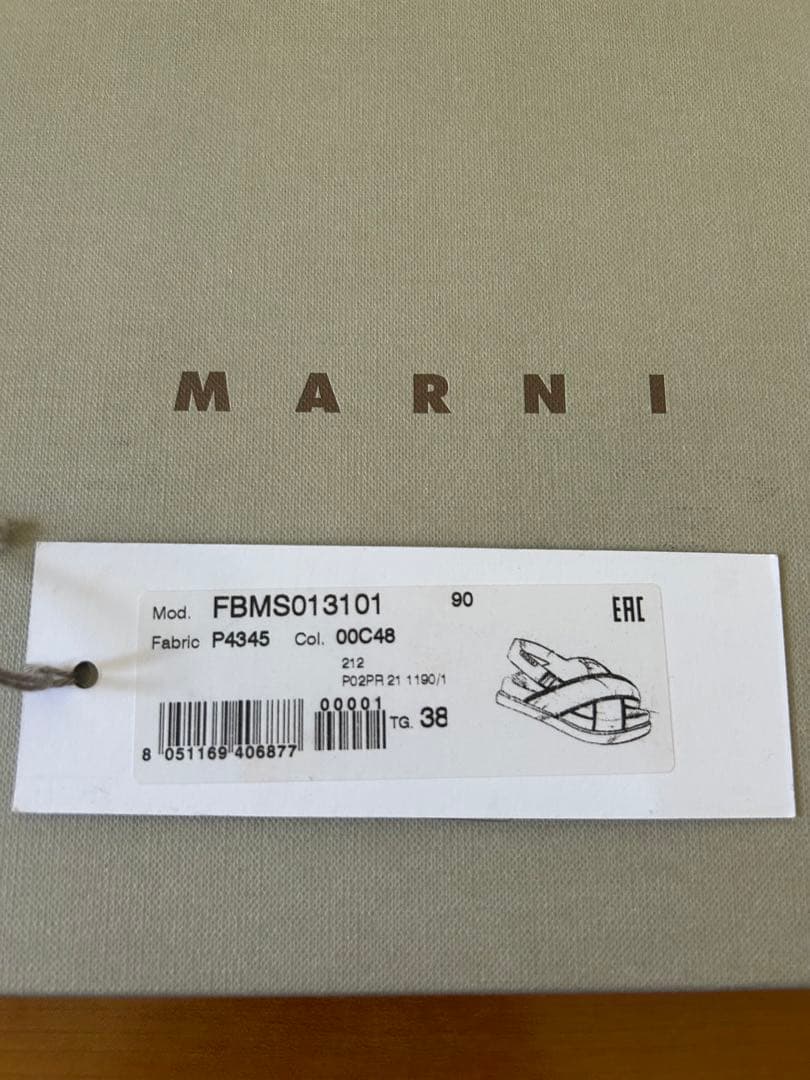 MARNI
Mod. FBMS013101 90 EAC
Fabric P4345 Col. 00C48
212
P02PR 21 1190/1
00001
TG. 38
8 051169 406877